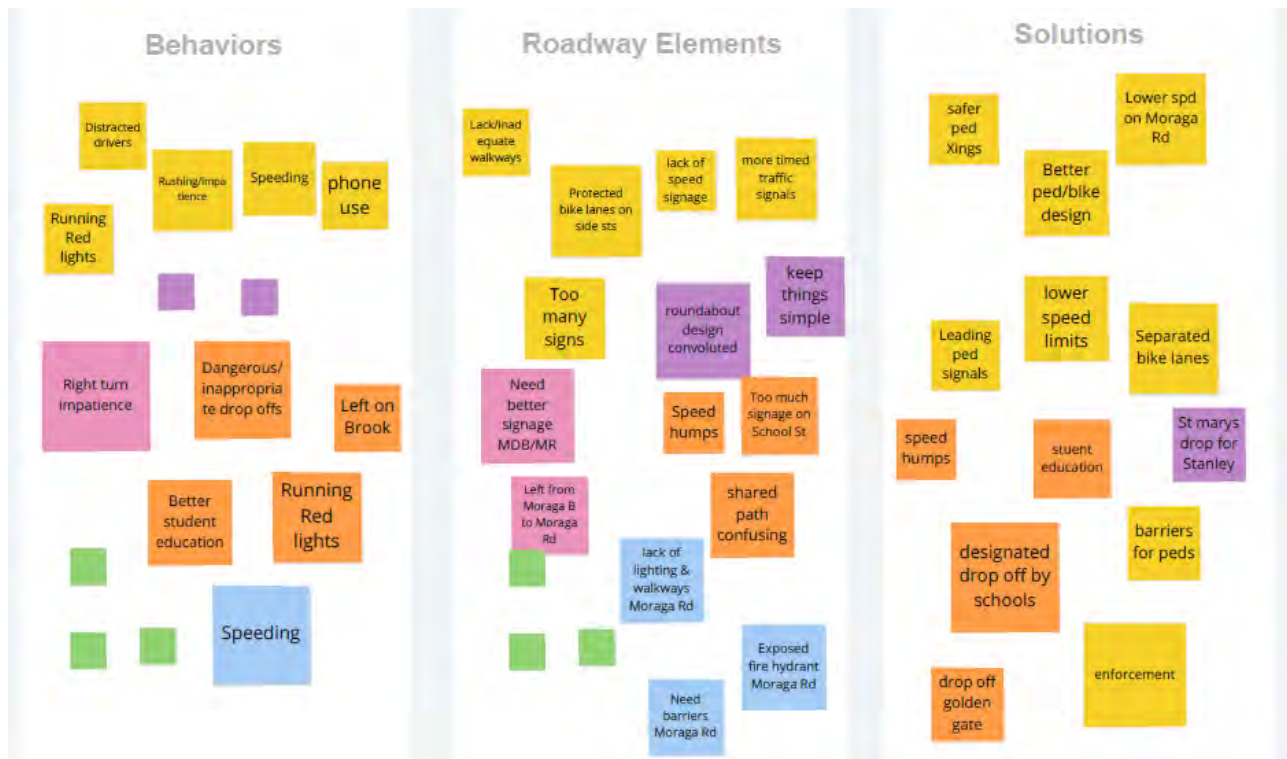 Behaviors
Distracted
drivers
Rushing/Impa
tience
Speeding
phone
use
Running
Red
lights
Right turn
impatience
Dangerous/
inappropria
te drop offs
Left on
Brook
Better
student
education
Running
Red
lights
Speeding
Roadway Elements
Lack/inad
equate
walkways
Protected
bike lanes on
side sts
lack of
speed
signage
more timed
traffic
signals
Too
many
signs
roundabout
design
convoluted
keep
things
simple
Need
better
signage
MDB/MR
Speed
humps
Too much
signage on
School St
Left from
Moraga B
to Moraga
Rd
shared
path
confusing
lack of
lighting &
walkways
Moraga Rd
Exposed
fire hydrant
Moraga Rd
Need
barriers
Moraga Rd
Solutions
safer
ped
Xings
Better
ped/bike
design
Lower spd
on Moraga
Rd
Leading
ped
signals
lower
speed
limits
Separated
bike lanes
speed
humps
stuent
education
St marys
drop for
Stanley
designated
drop off by
schools
barriers
for peds
drop off
golden
gate
enforcement